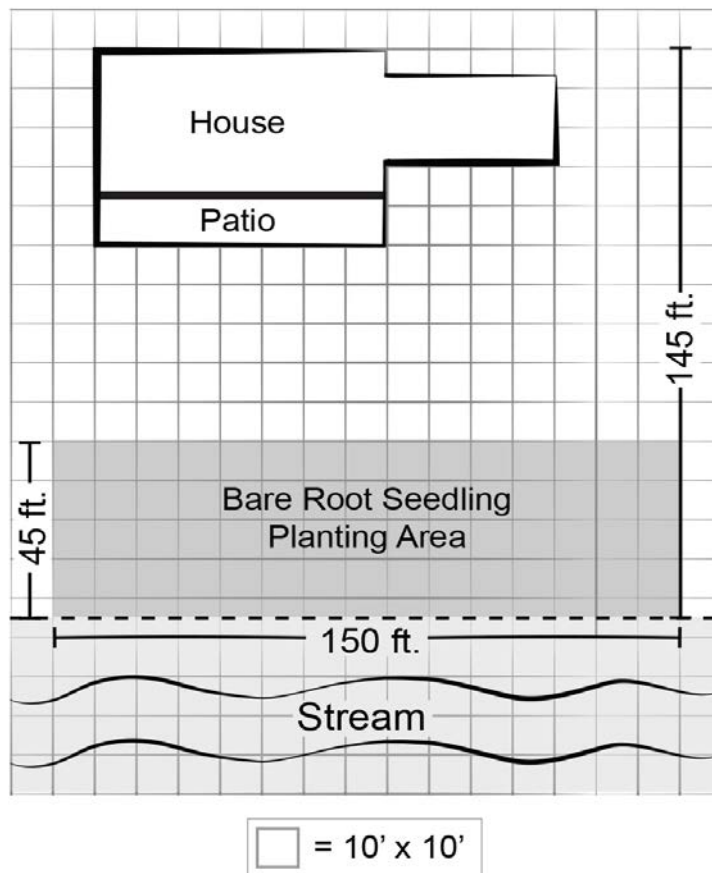 House
Patio
145 ft.
Bare Root Seedling
Planting Area
45 ft.
150 ft.
Stream
= 10’ x 10’